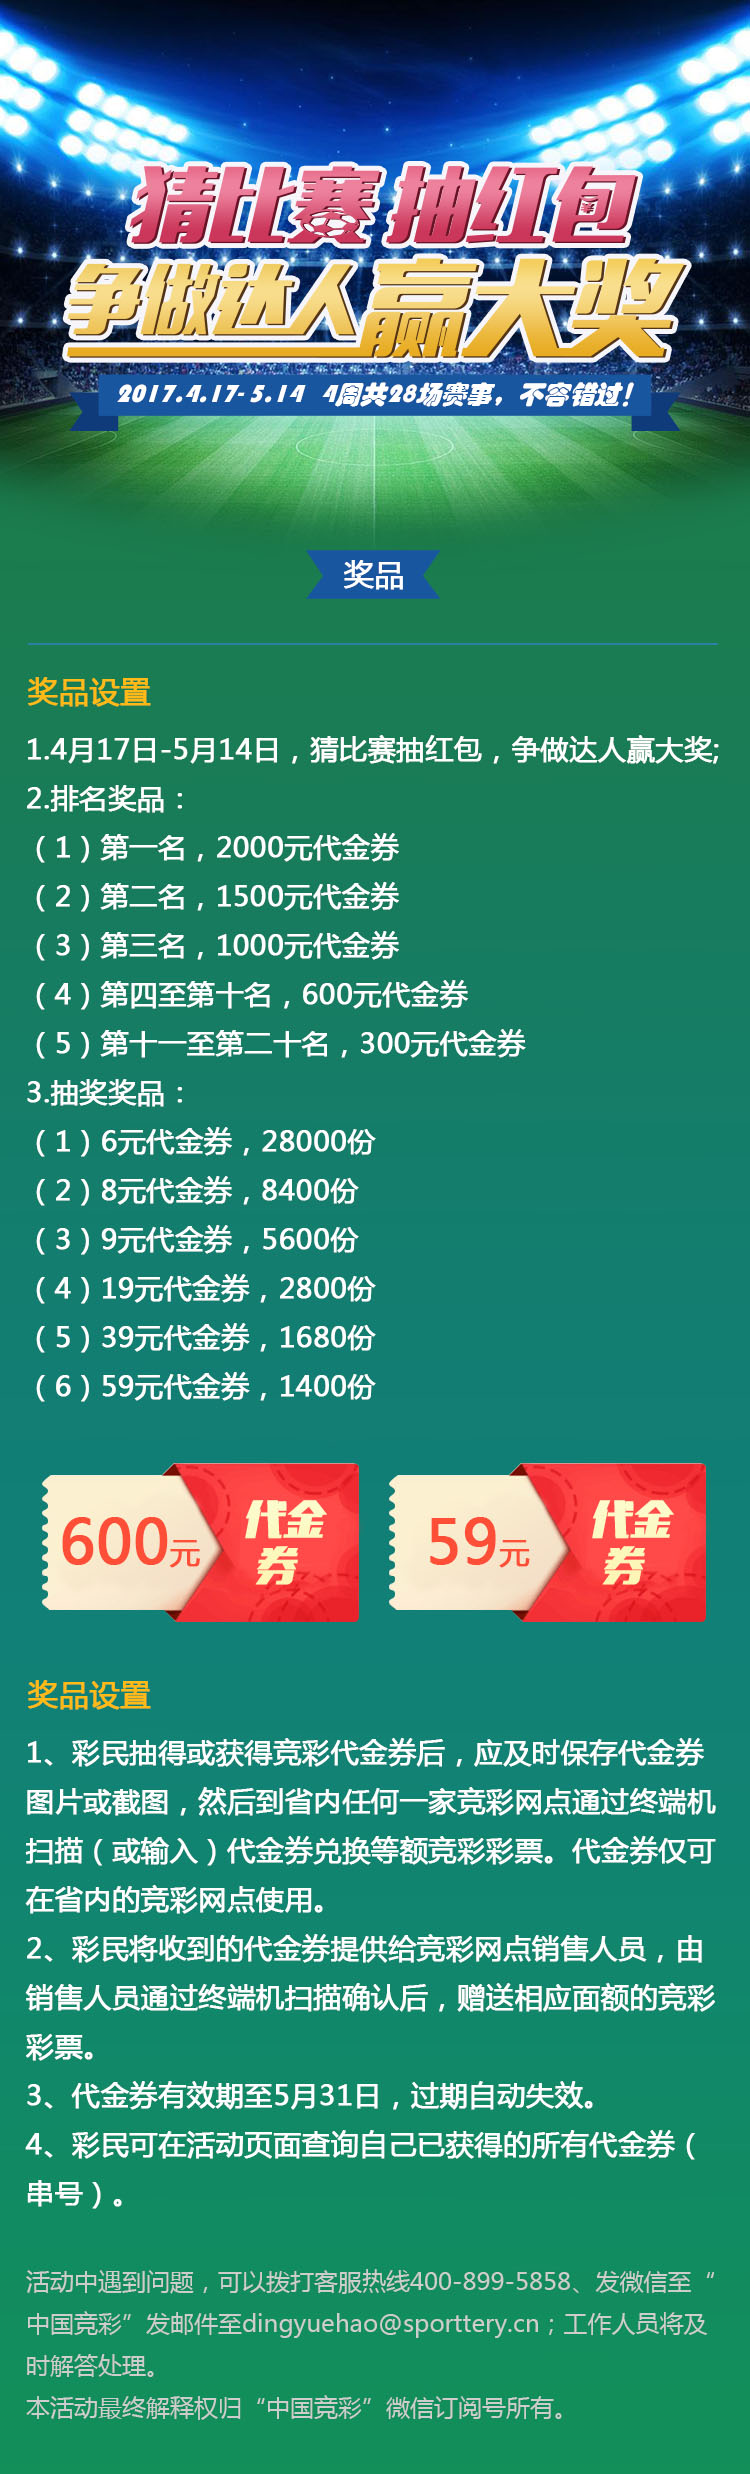 猜比赛 抽红包
争做达人赢大奖
2017.4.17-5.14 4周共28场赛事，不容错过！
奖品
奖品设置
1.4月17日-5月14日，猜比赛抽红包，争做达人赢大奖;
2.排名奖品：
（1）第一名，2000元代金券
（2）第二名，1500元代金券
（3）第三名，1000元代金券
（4）第四至第十名，600元代金券
（5）第十一至第二十名，300元代金券
3.抽奖奖品：
（1）6元代金券，28000份
（2）8元代金券，8400份
（3）9元代金券，5600份
（4）19元代金券，2800份
（5）39元代金券，1680份
（6）59元代金券，1400份
600元 代金
券
59元 代金
券
奖品设置
1、彩民抽得或获得竞彩代金券后，应及时保存代金券
图片或截图，然后到省内任何一家竞彩网点通过终端机
扫描（或输入）代金券兑换等额竞彩彩票。代金券仅可
在省内的竞彩网点使用。
2、彩民将收到的代金券提供给竞彩网点销售人员，由
销售人员通过终端机扫描确认后，赠送相应面额的竞彩
彩票。
3、代金券有效期至5月31日，过期自动失效。
4、彩民可在活动页面查询自己已获得的所有代金券（
串号）。
活动中遇到问题，可以拨打客服热线400-899-5858、发微信至“
中国竞彩”发邮件至dingyuehao@sporttery.cn；工作人员将及
时解答处理。
本活动最终解释权归“中国竞彩”微信订阅号所有。